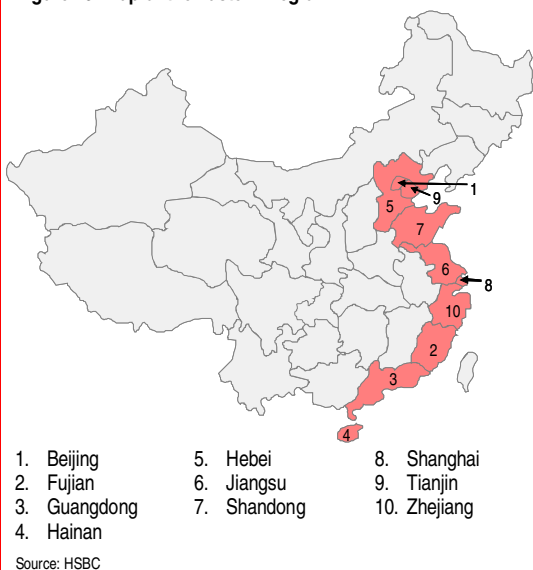 1
9
5
7
6
8
10
2
3
4
1. Beijing
2. Fujian
3. Guangdong
4. Hainan
5. Hebei
6. Jiangsu
7. Shandong
8. Shanghai
9. Tianjin
10. Zhejiang
Source: HSBC